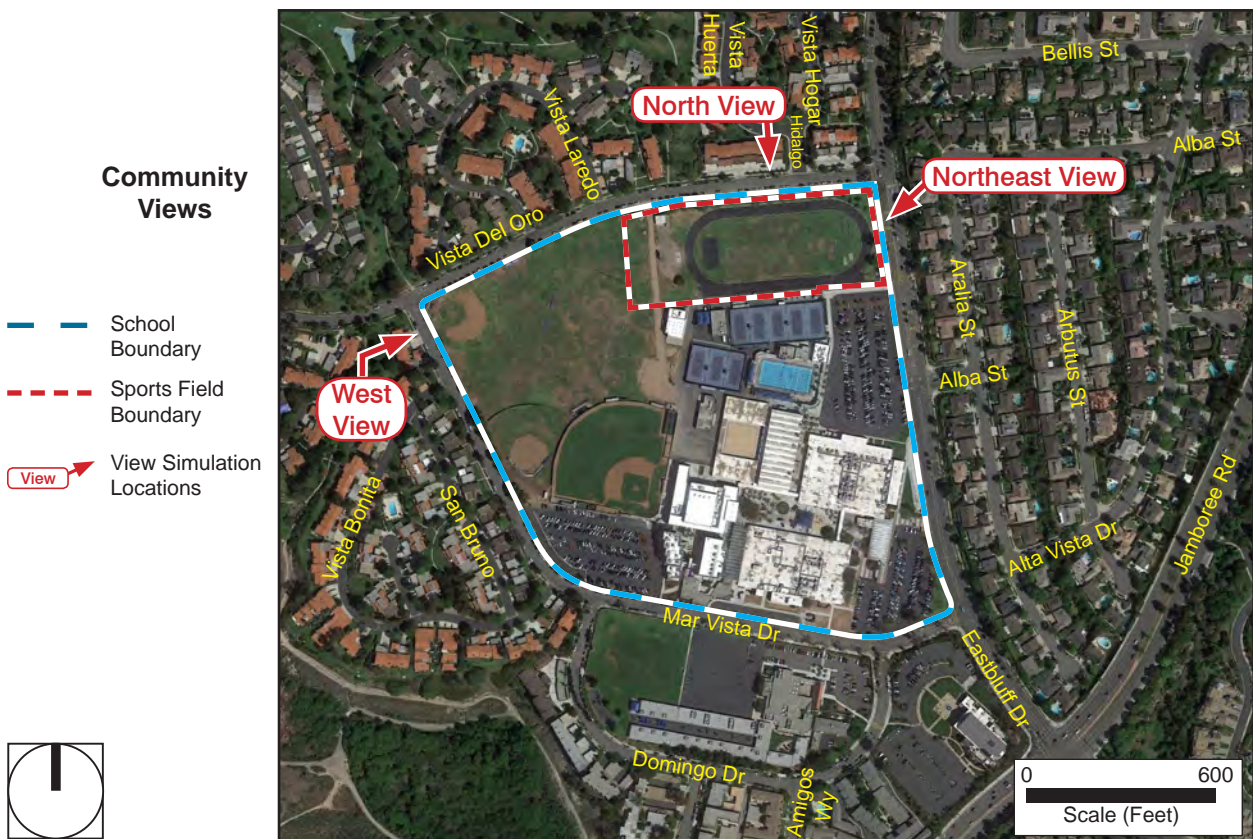 Community
Views
School
Boundary
Sports Field
Boundary
View
View Simulation
Locations
Huerta
Vista
Vista Hogar
Hidalgo
Bellis St
Alba St
North View
Northeast View
Vista Laredo
Vista Del Oro
West
View
Aralia St
Arbutus St
Alba St
Vista Bonita
San Bruno
Alta Vista Dr
Jamboree Rd
Mar Vista Dr
Eastbluff Dr
Domingo Dr
Amigos
Wy
0 600
Scale (Feet)